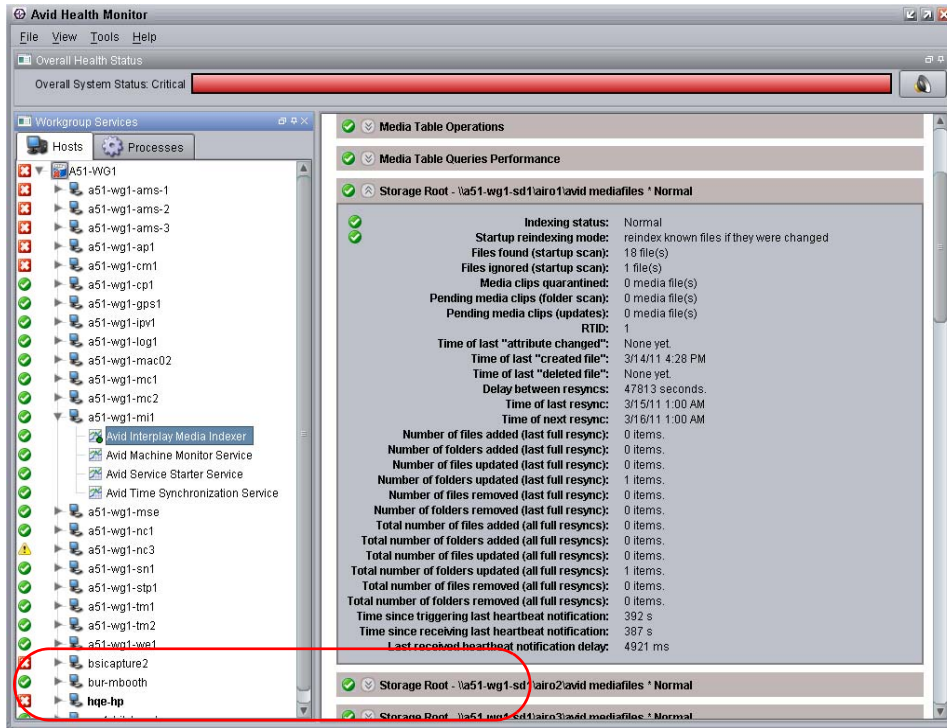 Avid Health Monitor
File View Tools Help
Overall Health Status
Overall System Status: Critical
Workgroup Services
Hosts Processes
A51-WG1
a51-wg1-ams-1
a51-wg1-ams-2
a51-wg1-ams-3
a51-wg1-ap1
a51-wg1-cm1
a51-wg1-cp1
a51-wg1-gps1
a51-wg1-ipv1
a51-wg1-log1
a51-wg1-mac02
a51-wg1-mc1
a51-wg1-mc2
a51-wg1-mi1
Avid Interplay Media Indexer
Avid Machine Monitor Service
Avid Service Starter Service
Avid Time Synchronization Service
a51-wg1-mse
a51-wg1-nc1
a51-wg1-nc3
a51-wg1-sn1
a51-wg1-stp1
a51-wg1-tm1
a51-wg1-tm2
a51-wg1-we1
bsicapture2
bur-mbooth
hqe-hp
Media Table Operations
Media Table Queries Performance
Storage Root - \\a51-wg1-sd1\airo1\avid mediafiles * Normal
Indexing status: Normal
Startup reindexing mode: reindex known files if they were changed
Files found (startup scan): 18 file(s)
Files ignored (startup scan): 1 file(s)
Media clips quarantined: 0 media file(s)
Pending media clips (folder scan): 0 media file(s)
Pending media clips (updates): 0 media file(s)
RTID: 1
Time of last "attribute changed": None yet.
Time of last "created file": 3/14/11 4:28 PM
Time of last "deleted file": None yet.
Delay between resyncs: 47813 seconds.
Time of last resync: 3/15/11 1:00 AM
Time of next resync: 3/16/11 1:00 AM
Number of files added (last full resync): 0 items.
Number of folders added (last full resync): 0 items.
Number of files updated (last full resync): 0 items.
Number of folders updated (last full resync): 1 items.
Number of files removed (last full resync): 0 items.
Number of folders removed (last full resync): 0 items.
Total number of files added (all full resyncs): 0 items.
Total number of folders added (all full resyncs): 0 items.
Total number of files updated (all full resyncs): 0 items.
Total number of folders updated (all full resyncs): 1 items.
Total number of files removed (all full resyncs): 0 items.
Total number of folders removed (all full resyncs): 0 items.
Time since triggering last heartbeat notification: 392 s
Time since receiving last heartbeat notification: 387 s
Last received heartbeat notification delay: 4921 ms
Storage Root - \\a51-wg1-sd1\airo2\avid mediafiles * Normal
Storage Root - \\a51-wg1-sd1\airo3\avid mediafiles * Normal